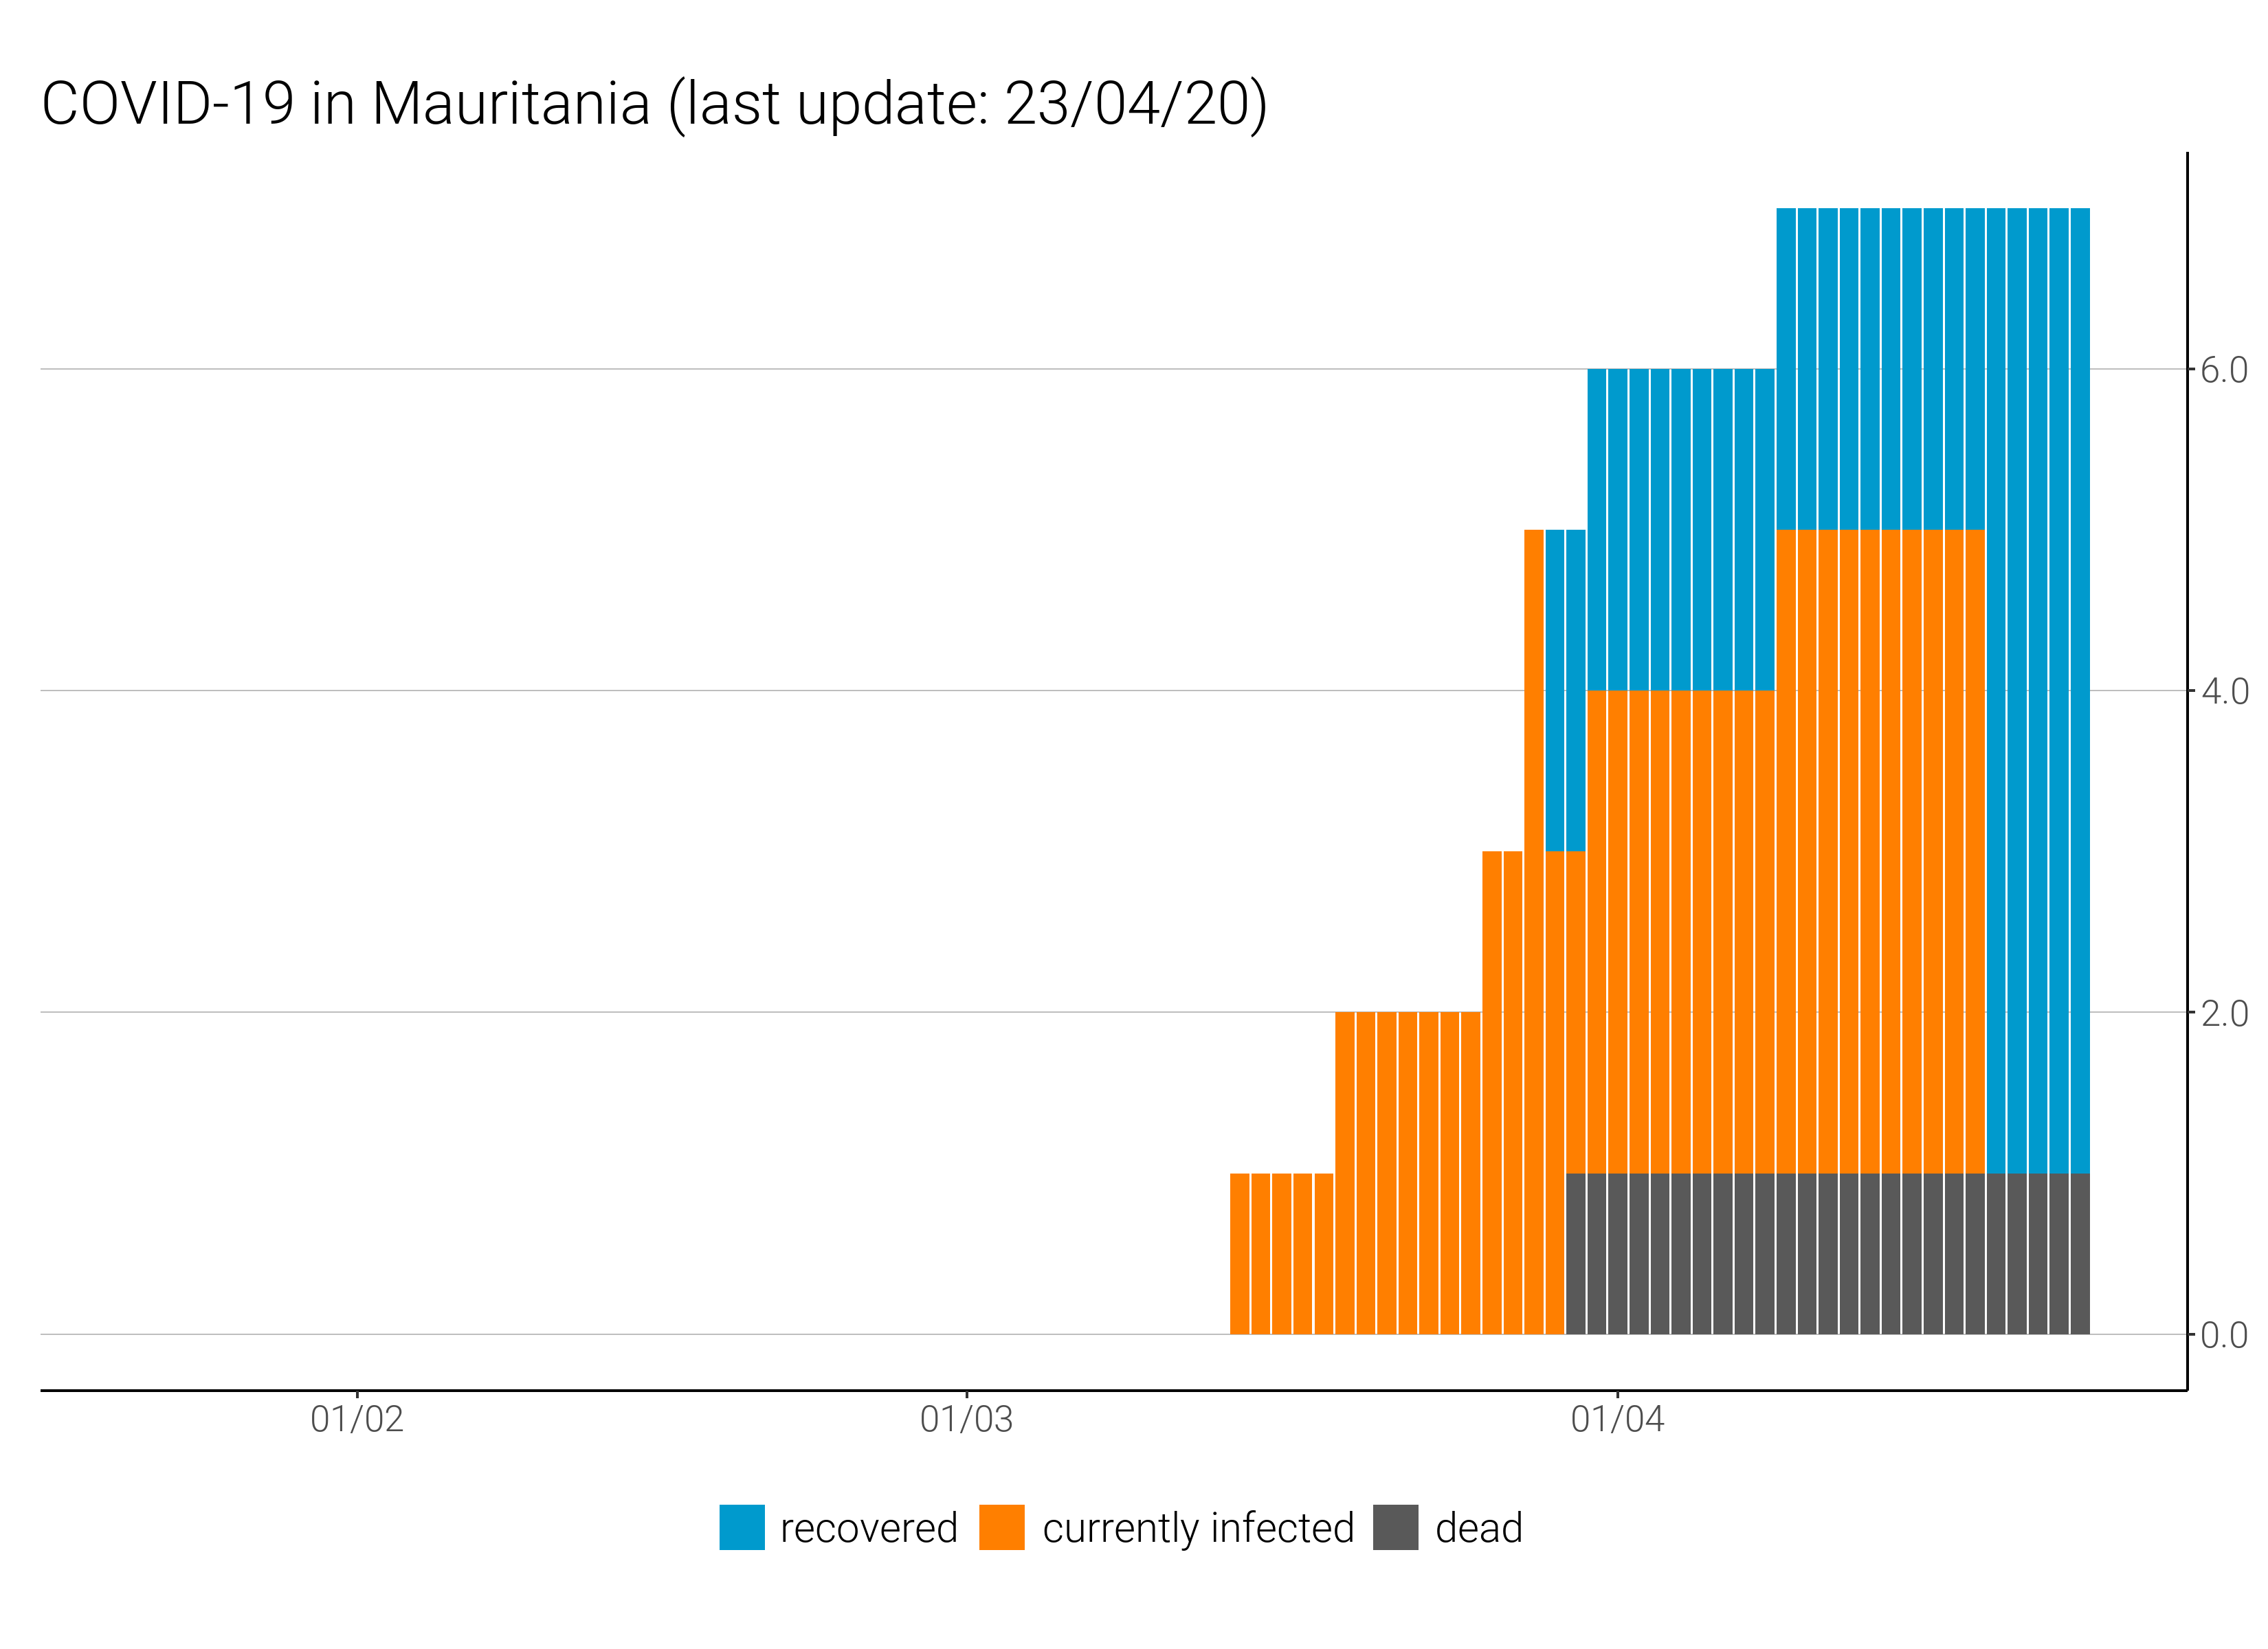 COVID-19 in Mauritania (last update: 23/04/20)
6.0
4.0
2.0
0.0
01/02 01/03 01/04
recovered currently infected dead